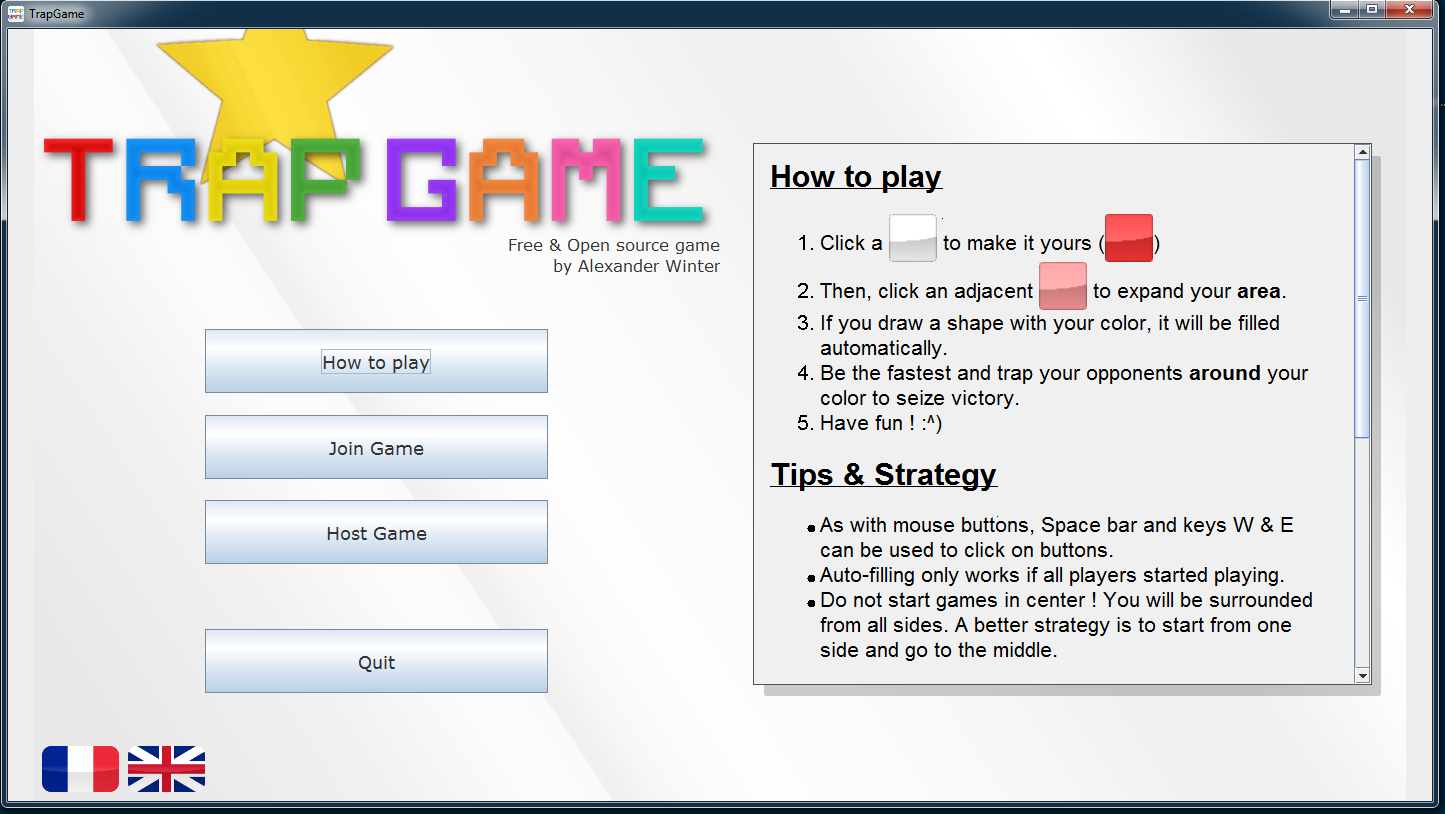 TrapGame
TRAP GAME
Free & Open source game
by Alexander Winter
How to play
Join Game
Host Game
Quit
How to play
1. Click a to make it yours ( )
2. Then, click an adjacent to expand your area.
3. If you draw a shape with your color, it will be filled
automatically.
4. Be the fastest and trap your opponents around your
color to seize victory.
5. Have fun ! :^)
Tips & Strategy
As with mouse buttons, Space bar and keys W & E
can be used to click on buttons.
Auto-filling only works if all players started playing.
Do not start games in center ! You will be surrounded
from all sides. A better strategy is to start from one
side and go to the middle.